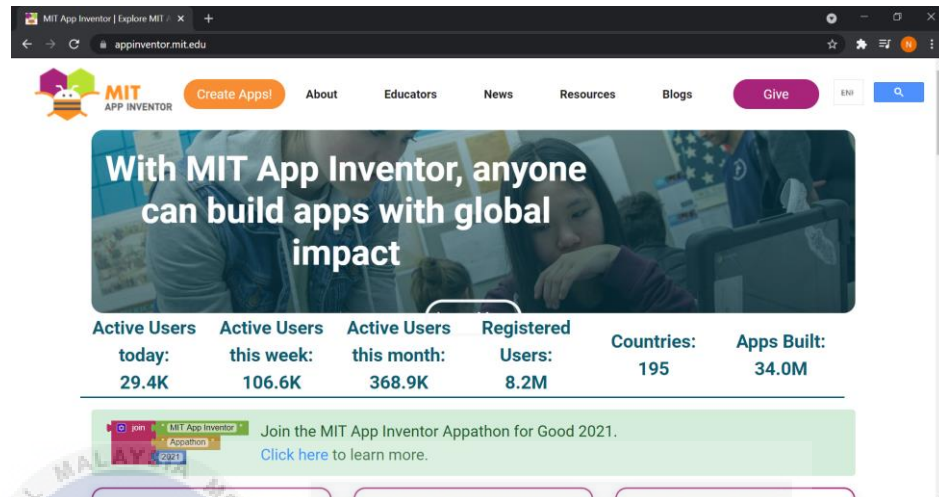 MIT App Inventor | Explore MIT A
appinventor.mit.edu
N
MIT
APP INVENTOR
Create Apps!
About
Educators
News
Resources
Blogs
Give
ENH
With MIT App Inventor, anyone
can build apps with global
impact
Active Users
today:
29.4K
Active Users
this week:
106.6K
Active Users
this month:
368.9K
Registered
Users:
8.2M
Countries:
195
Apps Built:
34.0M
join
" MIT App Inventor "
" Appathon "
" 2021 "
Join the MIT App Inventor Appathon for Good 2021.
Click here to learn more.
MALAYSIA